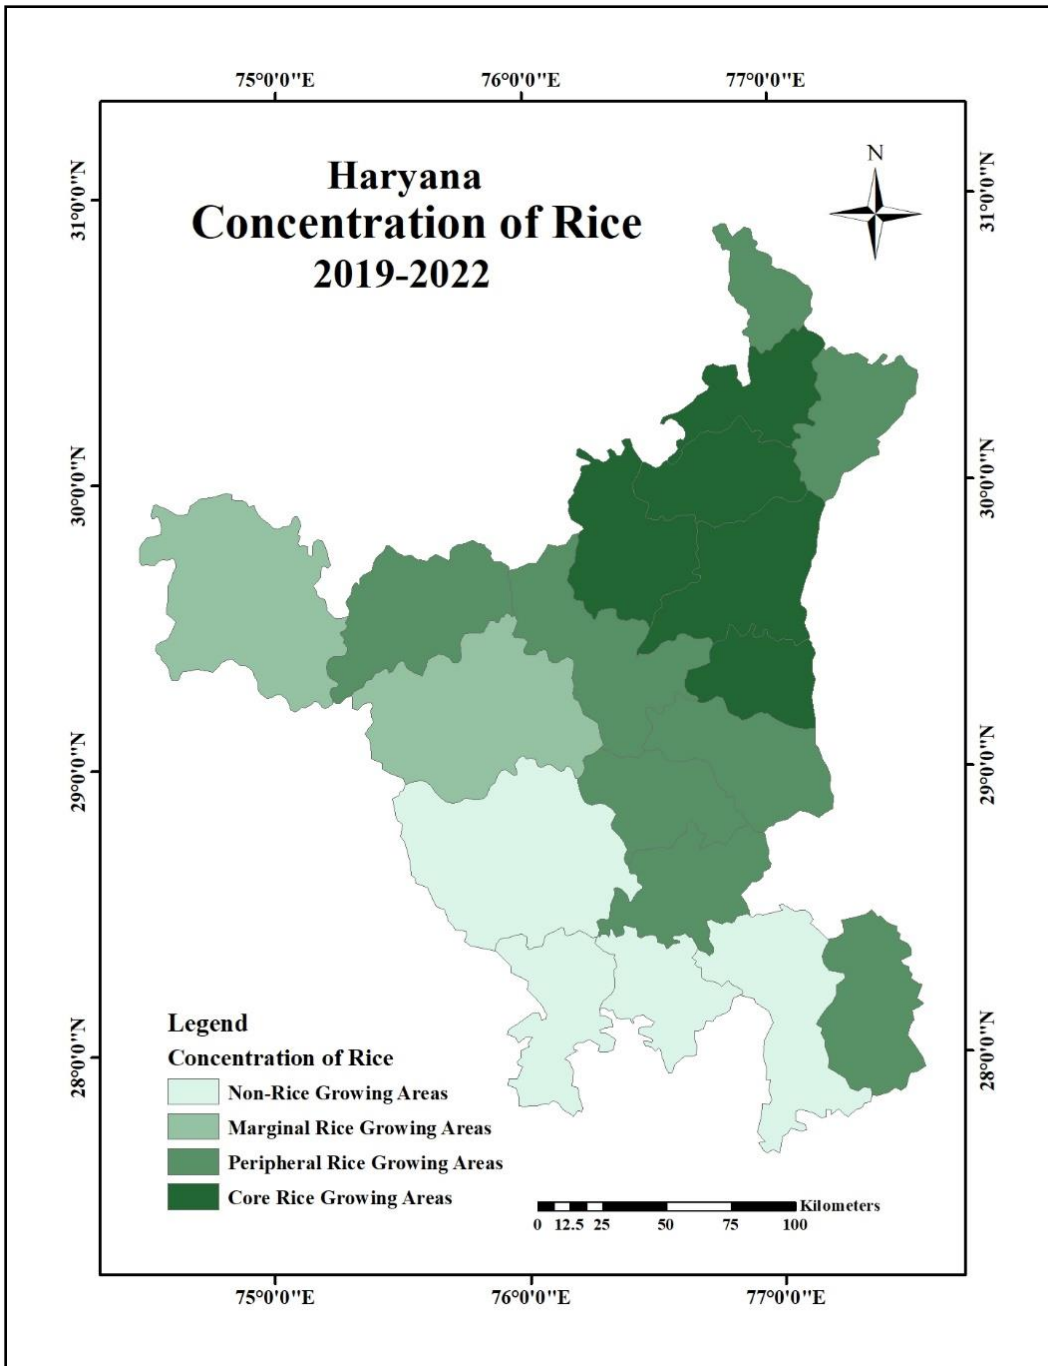 75°0'0"E 76°0'0"E 77°0'0"E
Haryana
Concentration of Rice
2019-2022
N
31°0'0"N 31°0'0"N
30°0'0"N 30°0'0"N
29°0'0"N 29°0'0"N
28°0'0"N 28°0'0"N
Legend
Concentration of Rice
Non-Rice Growing Areas
Marginal Rice Growing Areas
Peripheral Rice Growing Areas
Core Rice Growing Areas
Kilometers
0 12.5 25 50 75 100
75°0'0"E 76°0'0"E 77°0'0"E